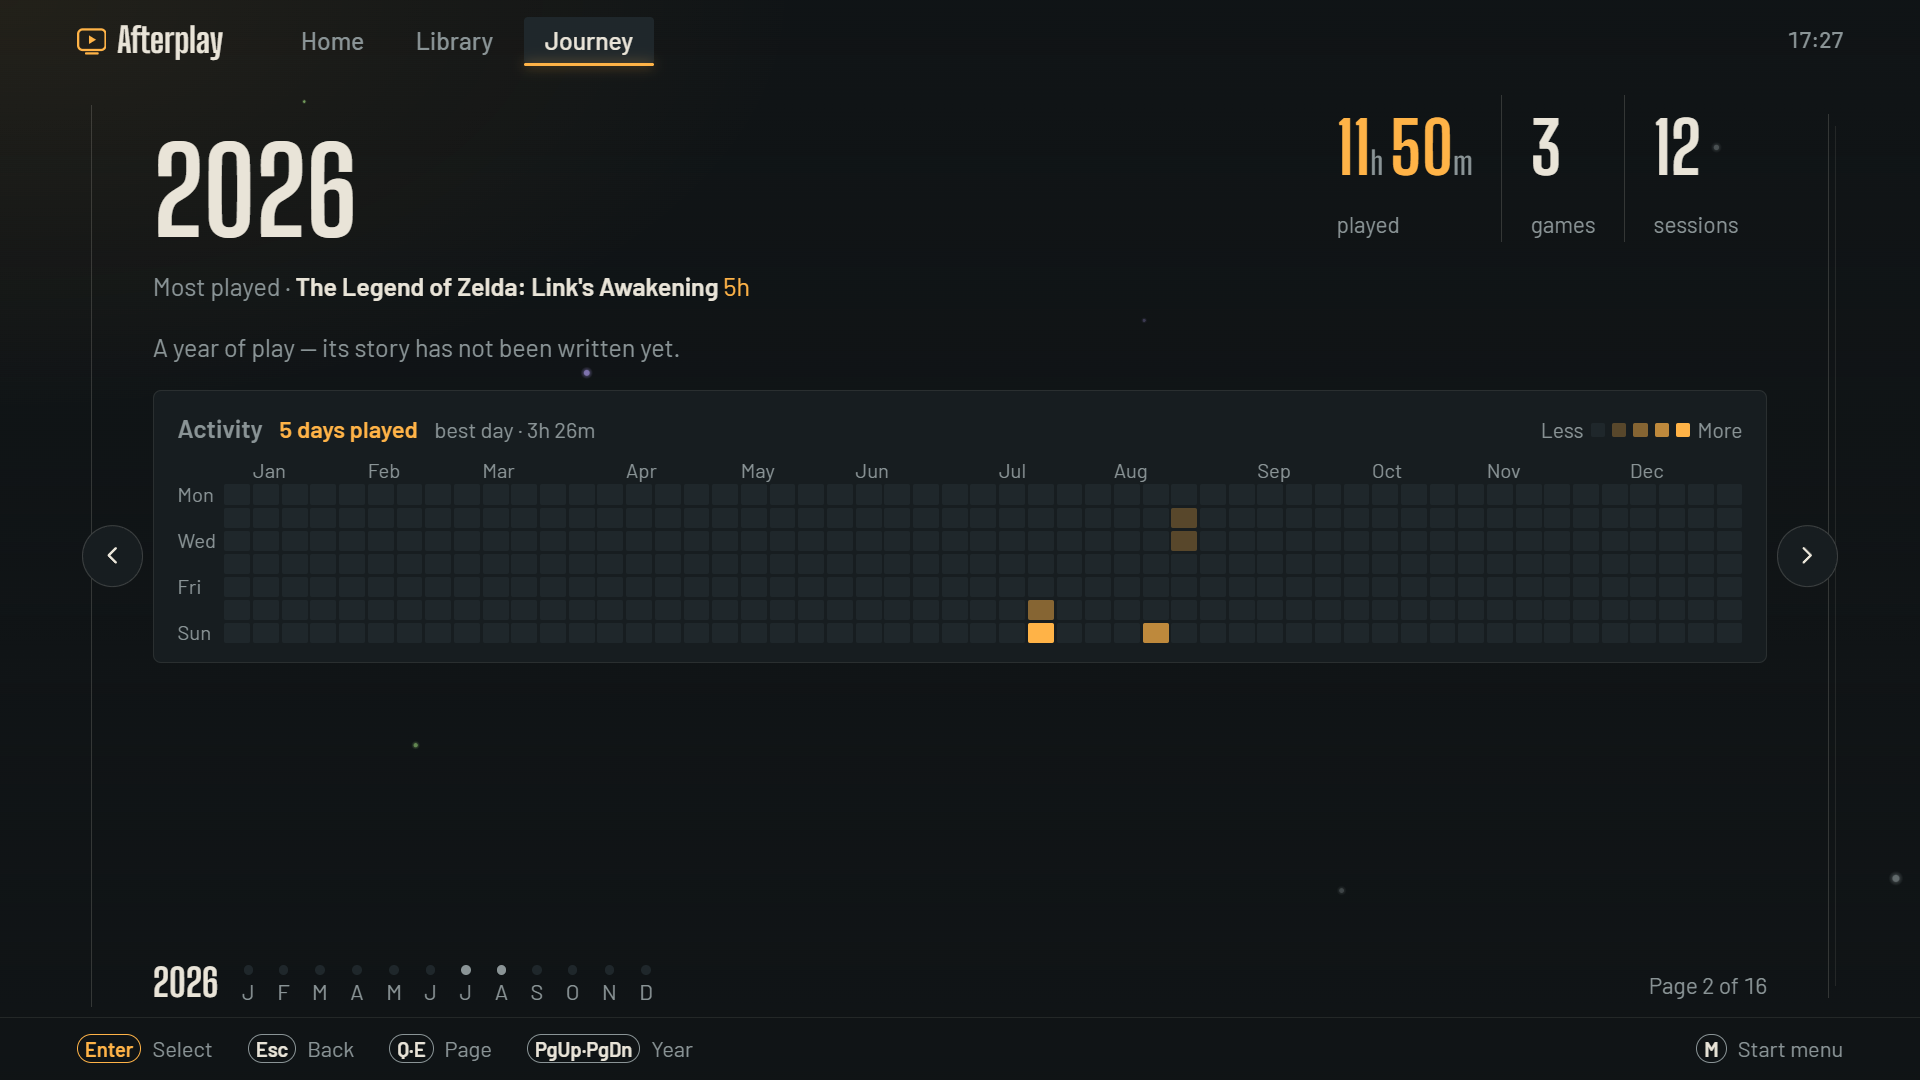 Afterplay
Home
Library
Journey
17:27
2026
11h 50m
played
3
games
12
sessions
Most played · The Legend of Zelda: Link's Awakening 5h
A year of play — its story has not been written yet.
Activity 5 days played best day · 3h 26m
Less More
Jan Feb Mar Apr May Jun Jul Aug Sep Oct Nov Dec
Mon
Wed
Fri
Sun
2026
J F M A M J J A S O N D
Page 2 of 16
Enter Select
Esc Back
Q·E Page
PgUp·PgDn Year
M Start menu